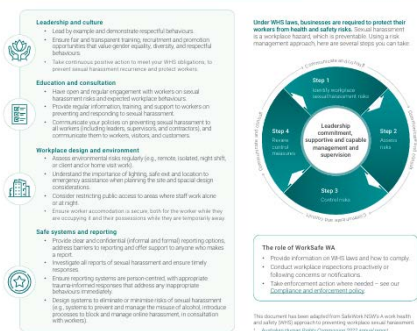 Leadership and culture
• Lead by example and demonstrate respectful behaviours.
• Ensure fair and transparent training, recruitment and promotion
opportunities that value gender equality, diversity, and respectful
behaviours.
• Take continuous positive action to meet your WHS obligations, to
prevent sexual harassment recurrence and protect workers.
Education and consultation
• Have open and regular engagement with workers on sexual
harassment risks and expected workplace behaviours.
• Provide regular information, training, and support to workers on
preventing and responding to sexual harassment.
• Communicate your policies on preventing sexual harassment to
all workers (including leaders, supervisors, and contractors), and
communicate them to workers, visitors, and customers.
Workplace design and environment
• Assess environmental risks regularly (e.g., remote, isolated, night shift,
or client and/or home visit work).
• Understand the importance of lighting, safe exit and location to
emergency assistance when planning the site and spacial design
considerations.
• Consider restricting public access to areas where staff work alone
or at night.
• Ensure worker accommodation is secure, both for the worker while they
are occupying it and their possessions while they are temporarily away.
Safe systems and reporting
• Provide clear and confidential (informal and formal) reporting options,
address barriers to reporting and offer support to anyone who makes
a report.
• Investigate all reports of sexual harassment and ensure timely
responses.
• Ensure reporting systems are person-centred, with appropriate
trauma-informed responses that address any inappropriate
behaviours immediately.
• Design systems to eliminate or minimise risks of sexual harassment
(e.g., systems to prevent and manage the misuse of alcohol, introduce
processes to block and manage online harassment, in consultation
with workers).
Under WHS laws, businesses are required to protect their
workers from health and safety risks. Sexual harassment
is a workplace hazard, which is preventable. Using a risk
management approach, here are several steps you can take:
Step 1
Identify workplace
sexual harassment risks
Step 2
Assess
risks
Step 3
Control risks
Step 4
Review
control
measures
Leadership
commitment,
supportive and capable
management and
supervision
The role of WorkSafe WA
• Provide information on WHS laws and how to comply
• Conduct workplace inspections proactively or
following concerns or notifications.
• Take enforcement action where needed – see our
Compliance and enforcement policy.
This document has been adapted from SafeWork NSW's
and safety (WHS) approach to preventing workplace sexual harassment